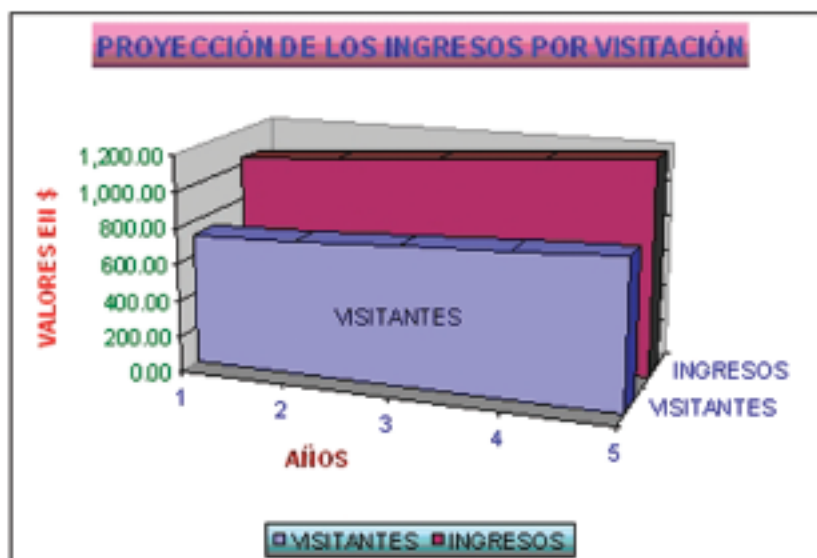 PROYECCIÓN DE LOS INGRESOS POR VISITACIÓN
1,200.00
1,000.00
800.00
600.00
400.00
200.00
0.00
VALORES EN $
VISITANTES
INGRESOS
VISITANTES
1
2
3
4
5
AÑOS
VISITANTES INGRESOS